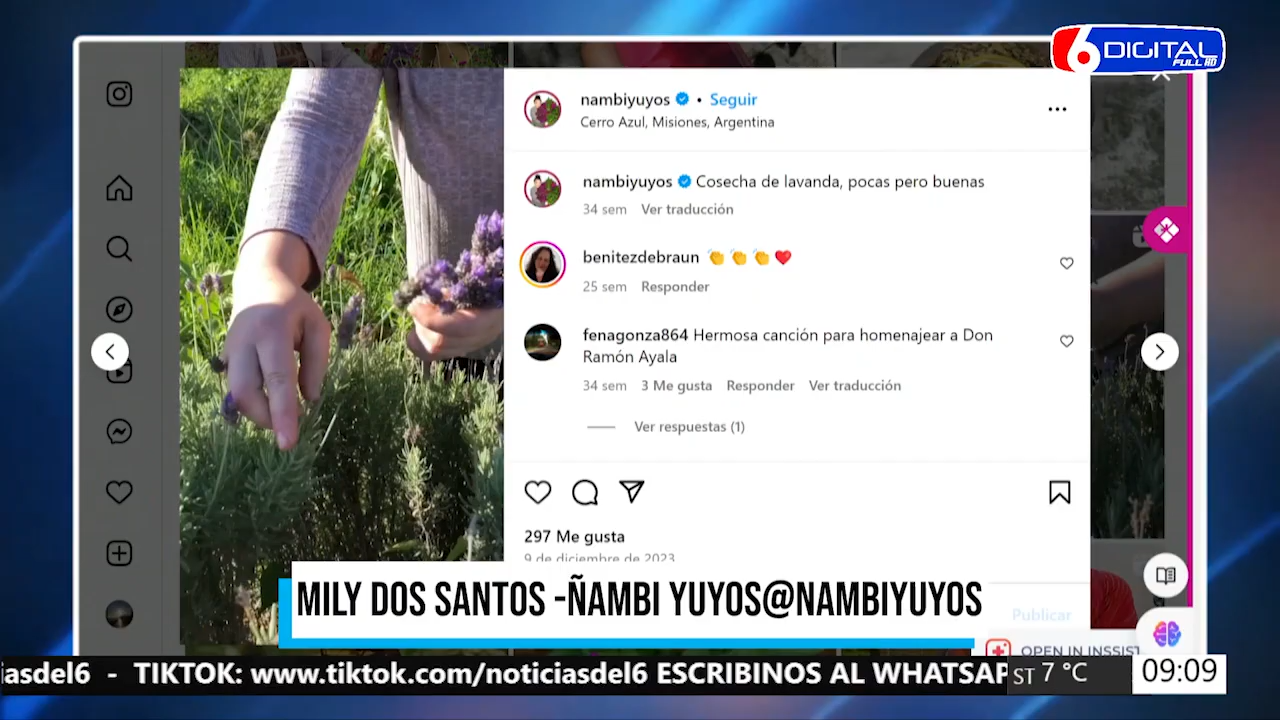 6 DIGITAL
FULL HD
nambiyuyos • Seguir
Cerro Azul, Misiones, Argentina
nambiyuyos Cosecha de lavanda, pocas pero buenas
34 sem Ver traducción
benitezdebraun 👏👏👏❤️
25 sem Responder
fenagonza864 Hermosa canción para homenajear a Don
Ramón Ayala
34 sem 3 Me gusta Responder Ver traducción
Ver respuestas (1)
297 Me gusta
9 de diciembre de 2023
Publicar
MILY DOS SANTOS -ÑAMBI YUYOS@NAMBIYUYOS
OPEN IN INSSIST
iasdel6 - TIKTOK: www.tiktok.com/noticiasdel6 ESCRIBINOS AL WHATSAP
ST 7 °C
09:09